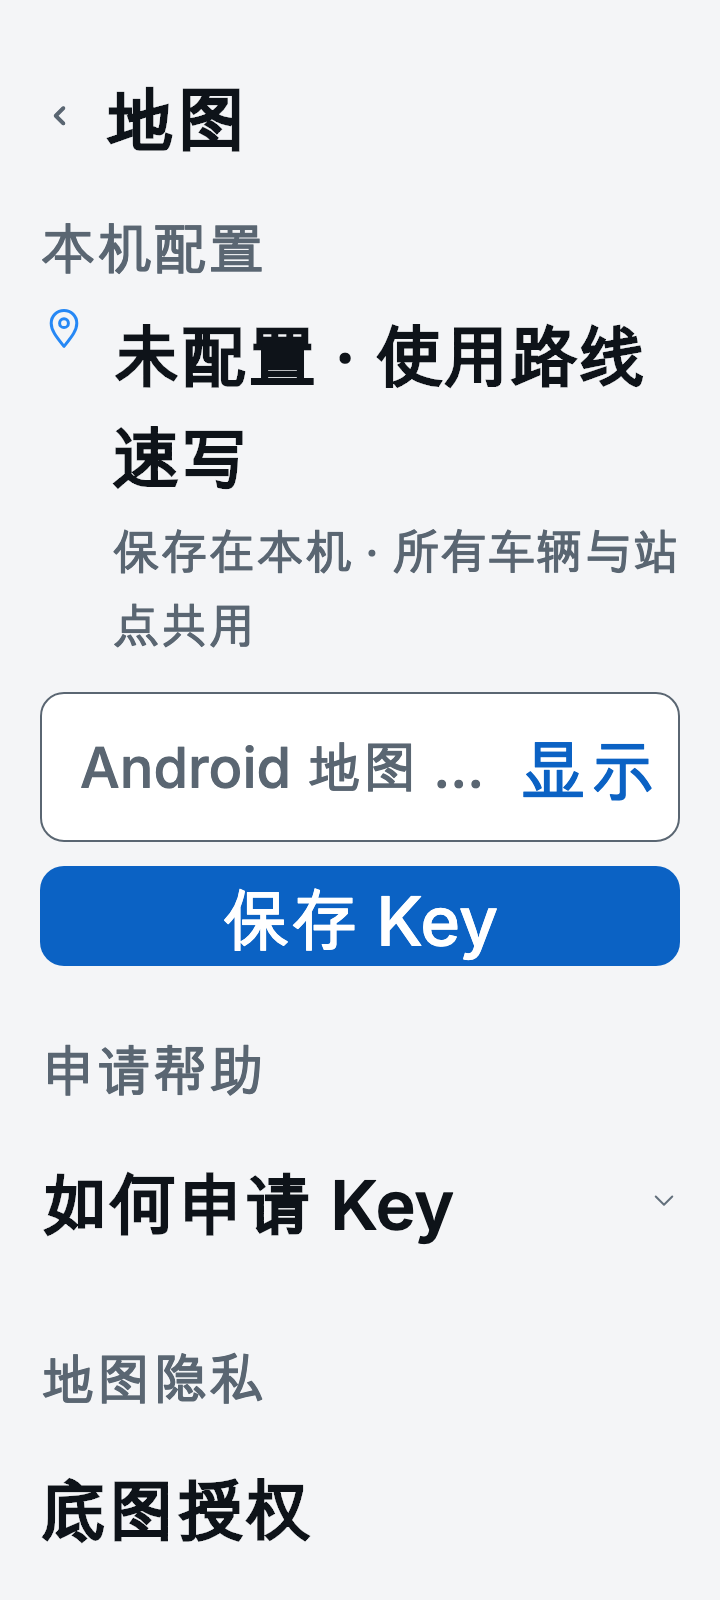 地图
本机配置
未配置 · 使用路线
速写
保存在本机 · 所有车辆与站
点共用
Android 地图 ... 显示
保存 Key
申请帮助
如何申请 Key
地图隐私
底图授权